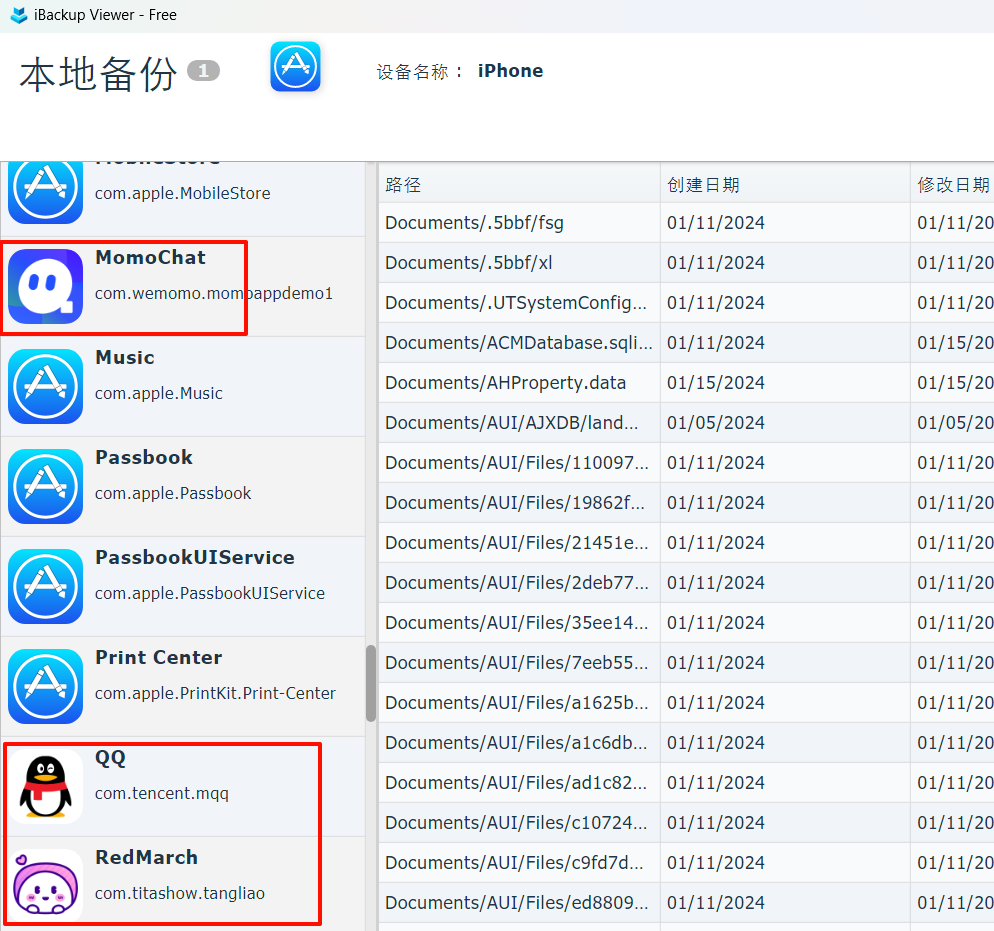 iBackup Viewer - Free
本地备份 1
设备名称： iPhone
MobileStore
com.apple.MobileStore
MomoChat
com.wemomo.momoappdemo1
Music
com.apple.Music
Passbook
com.apple.Passbook
PassbookUIService
com.apple.PassbookUIService
Print Center
com.apple.PrintKit.Print-Center
QQ
com.tencent.mqq
RedMarch
com.titashow.tangliao
路径 创建日期 修改日期
Documents/.5bbf/fsg 01/11/2024 01/11/20
Documents/.5bbf/xl 01/11/2024 01/11/20
Documents/.UTSystemConfig... 01/11/2024 01/11/20
Documents/ACMDatabase.sqli... 01/11/2024 01/15/20
Documents/AHProperty.data 01/15/2024 01/15/20
Documents/AUI/AJXDB/land... 01/05/2024 01/05/20
Documents/AUI/Files/110097... 01/11/2024 01/11/20
Documents/AUI/Files/19862f... 01/11/2024 01/11/20
Documents/AUI/Files/21451e... 01/11/2024 01/11/20
Documents/AUI/Files/2deb77... 01/11/2024 01/11/20
Documents/AUI/Files/35ee14... 01/11/2024 01/11/20
Documents/AUI/Files/7eeb55... 01/11/2024 01/11/20
Documents/AUI/Files/a1625b... 01/11/2024 01/11/20
Documents/AUI/Files/a1c6db... 01/11/2024 01/11/20
Documents/AUI/Files/ad1c82... 01/11/2024 01/11/20
Documents/AUI/Files/c10724... 01/11/2024 01/11/20
Documents/AUI/Files/c9fd7d... 01/11/2024 01/11/20
Documents/AUI/Files/ed8809... 01/11/2024 01/11/20